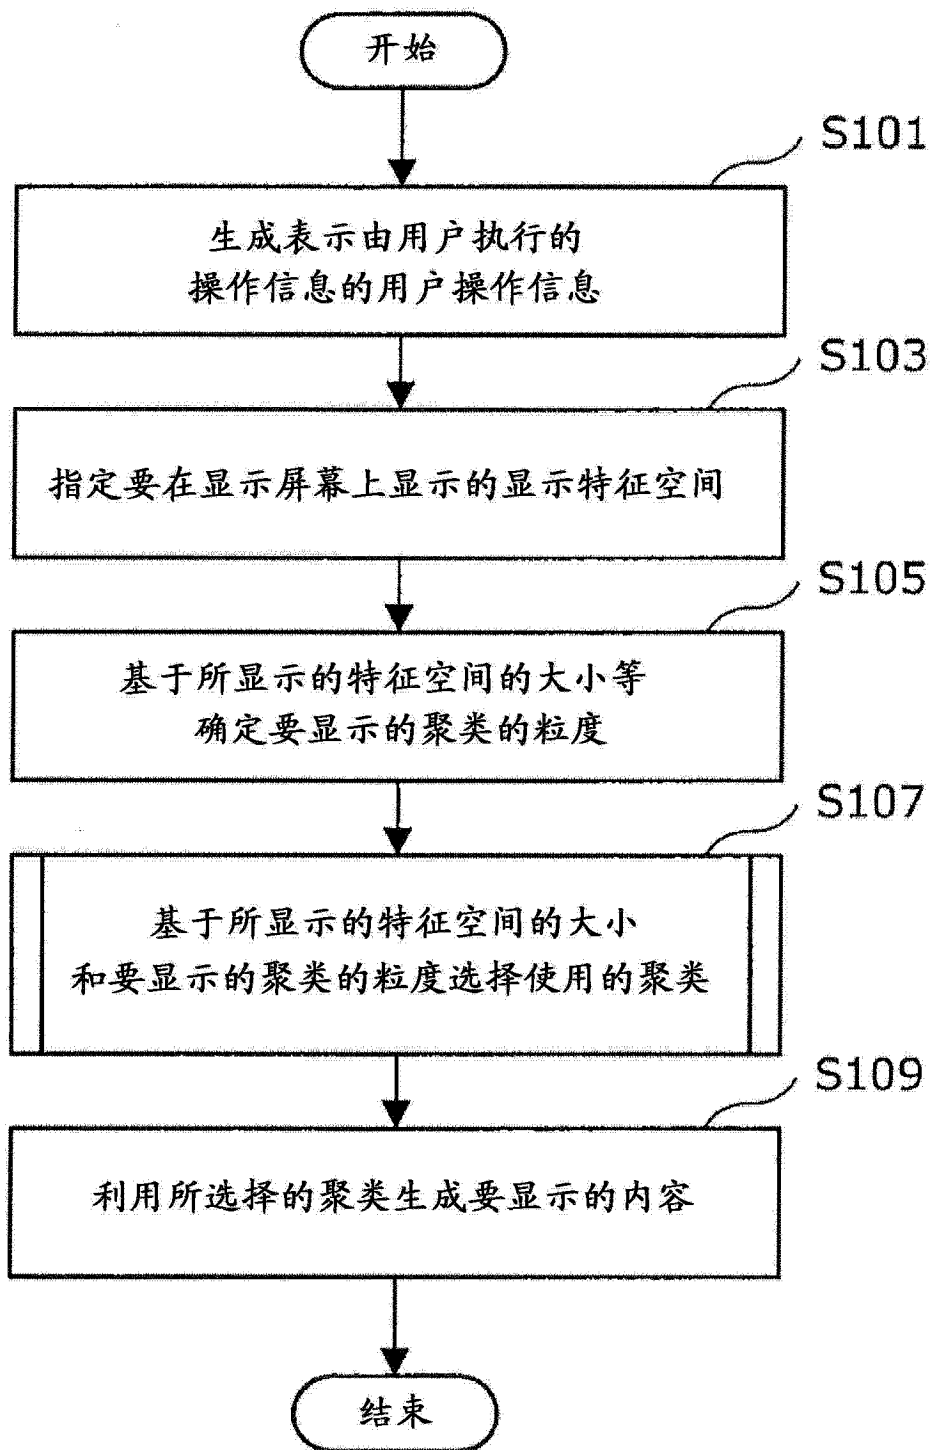 开始
S101
生成表示由用户执行的
操作信息的用户操作信息
S103
指定要在显示屏幕上显示的显示特征空间
S105
基于所显示的特征空间的大小等
确定要显示的聚类的粒度
S107
基于所显示的特征空间的大小
和要显示的聚类的粒度选择使用的聚类
S109
利用所选择的聚类生成要显示的内容
结束